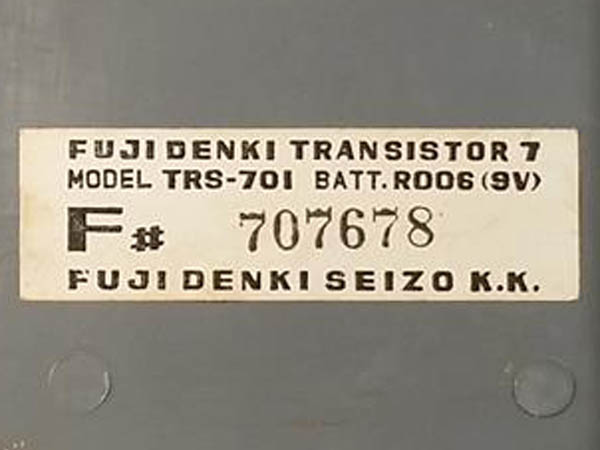 FUJI DENKI TRANSISTOR 7
MODEL TRS-701 BATT. R006 (9V)
F# 707678
FUJI DENKI SEIZO K.K.